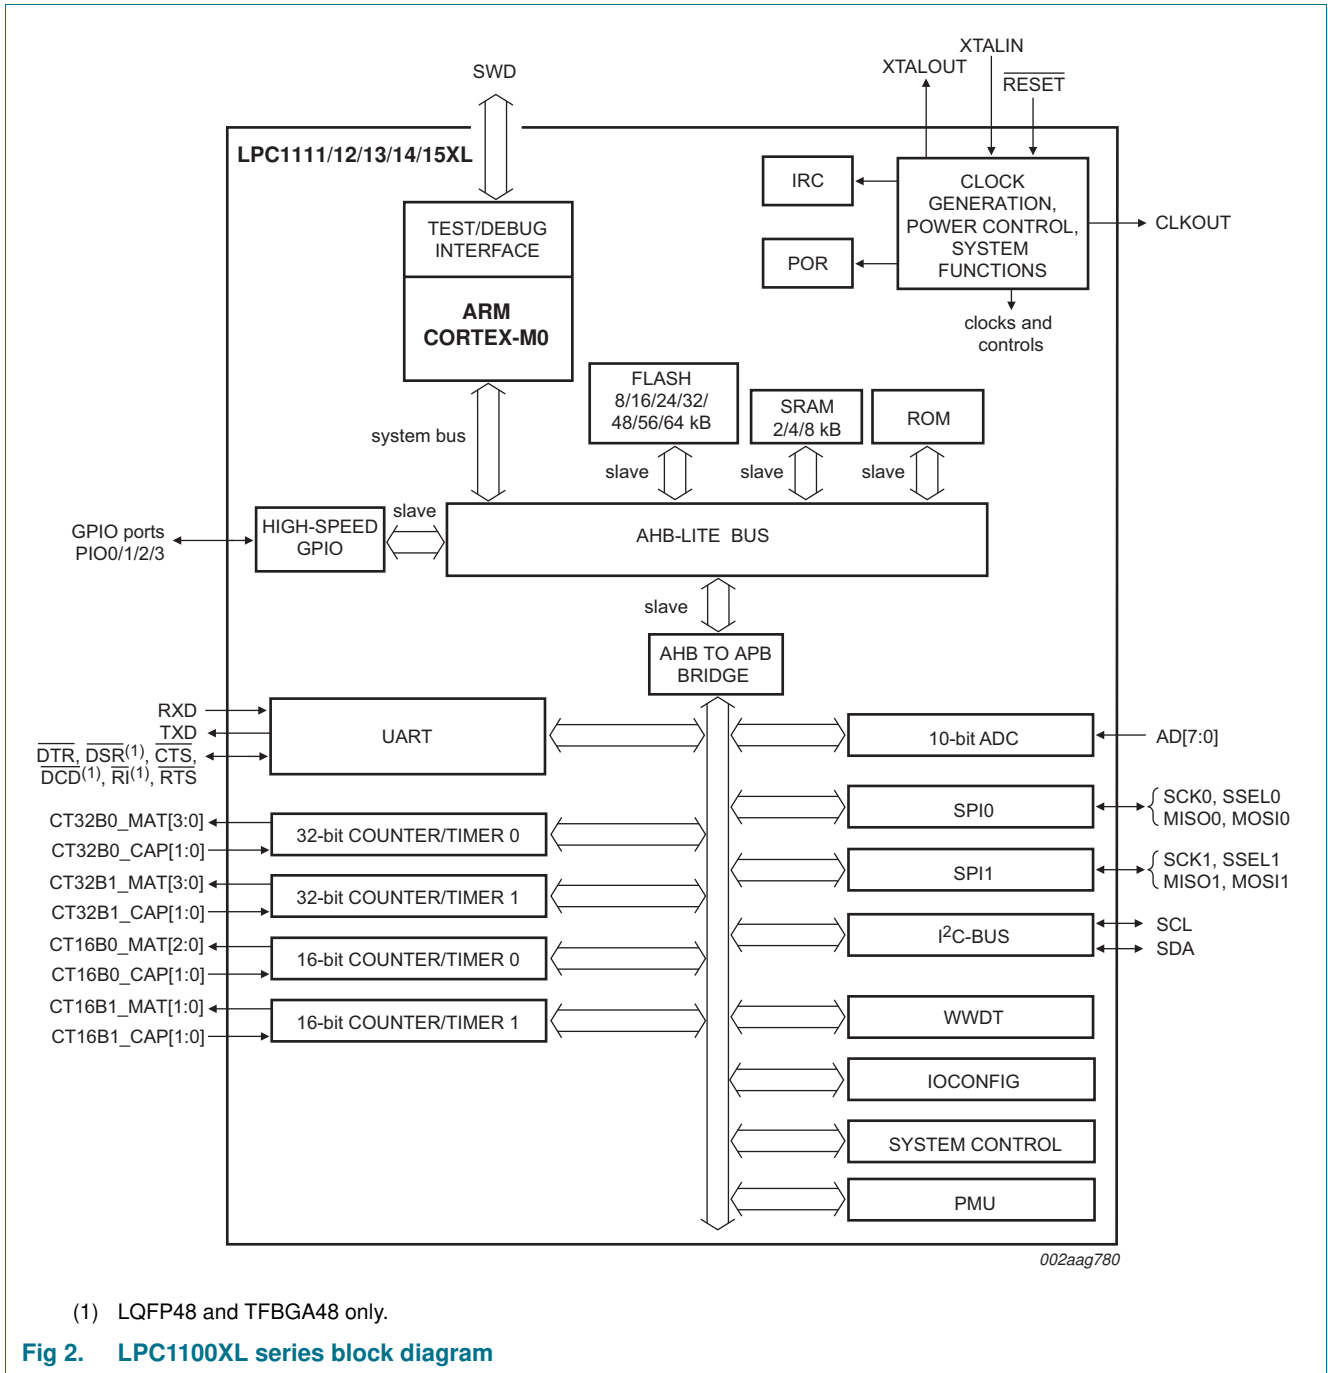 XTALIN
XTALOUT
RESET
SWD
LPC1111/12/13/14/15XL
TEST/DEBUG
INTERFACE
ARM
CORTEX-M0
IRC
POR
CLOCK
GENERATION,
POWER CONTROL,
SYSTEM
FUNCTIONS
CLKOUT
clocks and
controls
FLASH
8/16/24/32/
48/56/64 kB
SRAM
2/4/8 kB
ROM
system bus
slave
slave
slave
slave
GPIO ports
PIO0/1/2/3
HIGH-SPEED
GPIO
AHB-LITE BUS
slave
AHB TO APB
BRIDGE
RXD
TXD
DTR, DSR(1), CTS,
DCD(1), RI(1), RTS
UART
10-bit ADC
AD[7:0]
CT32B0_MAT[3:0]
CT32B0_CAP[1:0]
32-bit COUNTER/TIMER 0
SPI0
SCK0, SSEL0
MISO0, MOSI0
CT32B1_MAT[3:0]
CT32B1_CAP[1:0]
32-bit COUNTER/TIMER 1
SPI1
SCK1, SSEL1
MISO1, MOSI1
CT16B0_MAT[2:0]
CT16B0_CAP[1:0]
16-bit COUNTER/TIMER 0
I2C-BUS
SCL
SDA
CT16B1_MAT[1:0]
CT16B1_CAP[1:0]
16-bit COUNTER/TIMER 1
WWDT
IOCONFIG
SYSTEM CONTROL
PMU
002aag780
(1) LQFP48 and TFBGA48 only.
Fig 2. LPC1100XL series block diagram